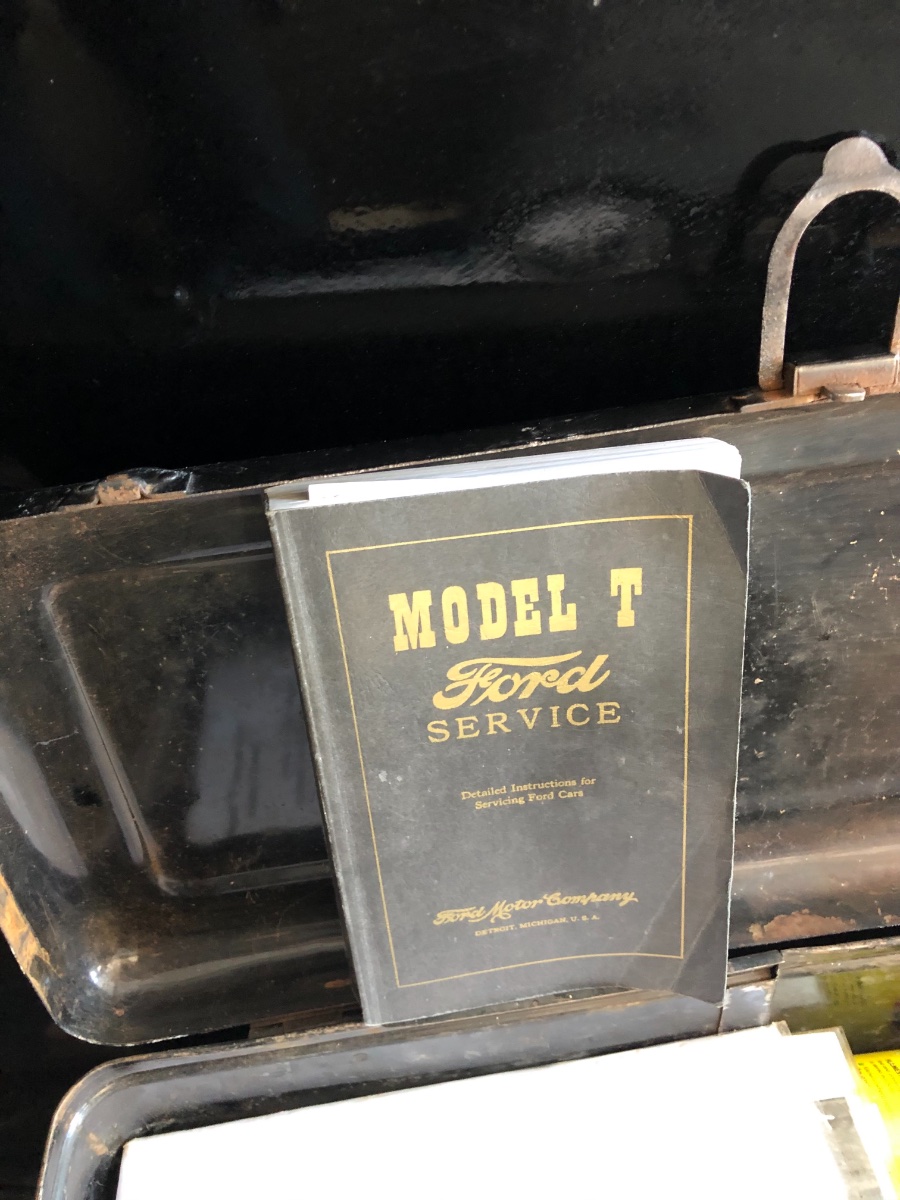 MODEL T
Ford
SERVICE
Detailed Instructions for
Servicing Ford Cars
Ford Motor Company
DETROIT, MICHIGAN, U. S. A.